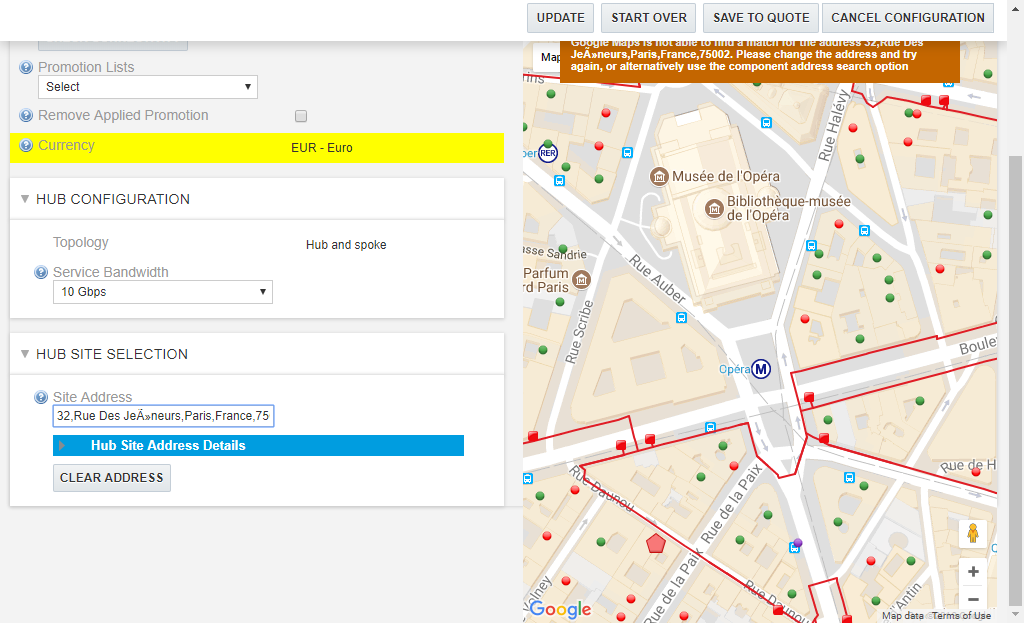 UPDATE
START OVER
SAVE TO QUOTE
CANCEL CONFIGURATION
Promotion Lists
Select
Remove Applied Promotion
Currency
EUR - Euro
HUB CONFIGURATION
Topology
Hub and spoke
Service Bandwidth
10 Gbps
HUB SITE SELECTION
Site Address
32,Rue Des JeÄ»neurs,Paris,France,75
Hub Site Address Details
CLEAR ADDRESS
Map
Google Maps is not able to find a match for the address 32,Rue Des
JeÄ»neurs,Paris,France,75002. Please change the address and try
again, or alternatively use the component address search option
Rue Halévy
RER
Musée de l'Opéra
Bibliothèque-musée
de l'Opéra
sse Sandrie
Parfum
rd Paris
Rue Auber
Rue Scribe
Opéra
M
Boule
Rue de H
Rue Daunou
Rue de la Paix
Rue de la Paix
Rue Daunou
olney
d'Antin
Google
Map data
Terms of Use